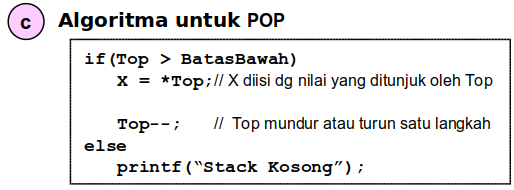 c Algoritma untuk POP
if(Top > BatasBawah)
X = *Top;// X diisi dg nilai yang ditunjuk oleh Top
Top--; // Top mundur atau turun satu langkah
else
printf(“Stack Kosong”);